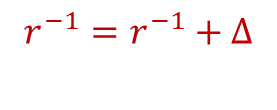 r⁻¹ = r⁻¹ + Δ